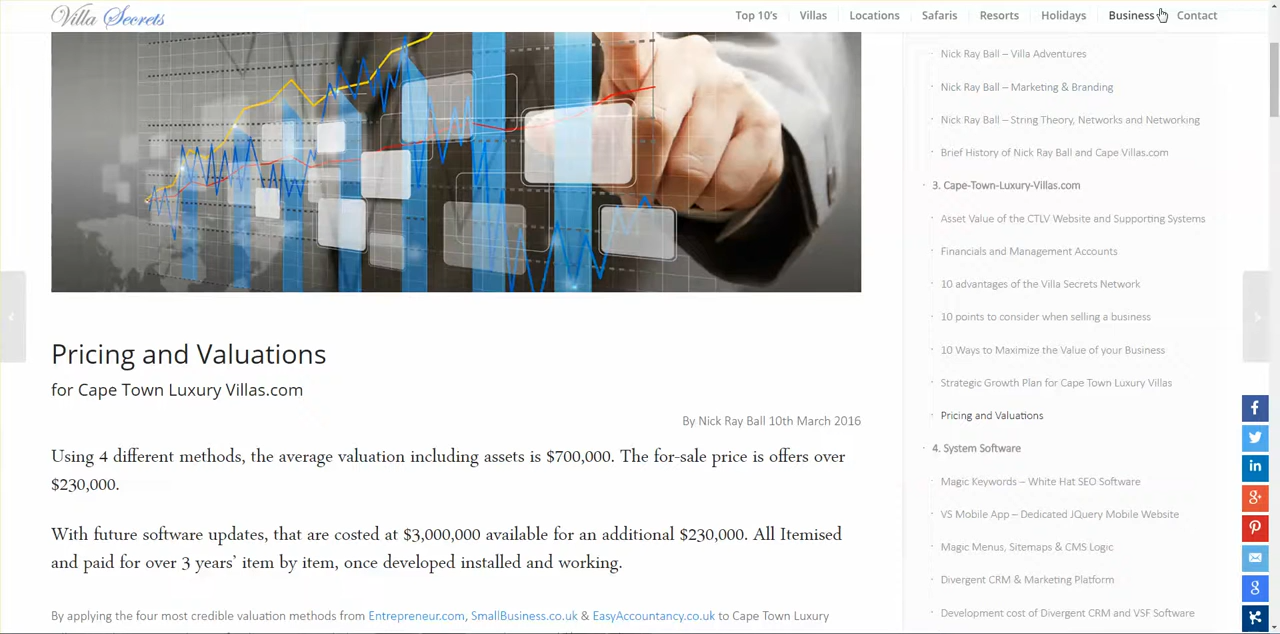 Villa Secrets
Top 10's Villas Locations Safaris Resorts Holidays Business Contact
Nick Ray Ball – Villa Adventures
Nick Ray Ball – Marketing & Branding
Nick Ray Ball – String Theory, Networks and Networking
Brief History of Nick Ray Ball and Cape Villas.com
3. Cape-Town-Luxury-Villas.com
Asset Value of the CTLV Website and Supporting Systems
Financials and Management Accounts
10 advantages of the Villa Secrets Network
10 points to consider when selling a business
10 Ways to Maximize the Value of your Business
Strategic Growth Plan for Cape Town Luxury Villas
Pricing and Valuations
4. System Software
Magic Keywords – White Hat SEO Software
VS Mobile App – Dedicated JQuery Mobile Website
Magic Menus, Sitemaps & CMS Logic
Divergent CRM & Marketing Platform
Development cost of Divergent CRM and VSF Software
Pricing and Valuations
for Cape Town Luxury Villas.com
By Nick Ray Ball 10th March 2016
Using 4 different methods, the average valuation including assets is $700,000. The for-sale price is offers over
$230,000.
With future software updates, that are costed at $3,000,000 available for an additional $230,000. All Itemised
and paid for over 3 years' item by item, once developed installed and working.
By applying the four most credible valuation methods from Entrepreneur.com, SmallBusiness.co.uk & EasyAccountancy.co.uk to Cape Town Luxury